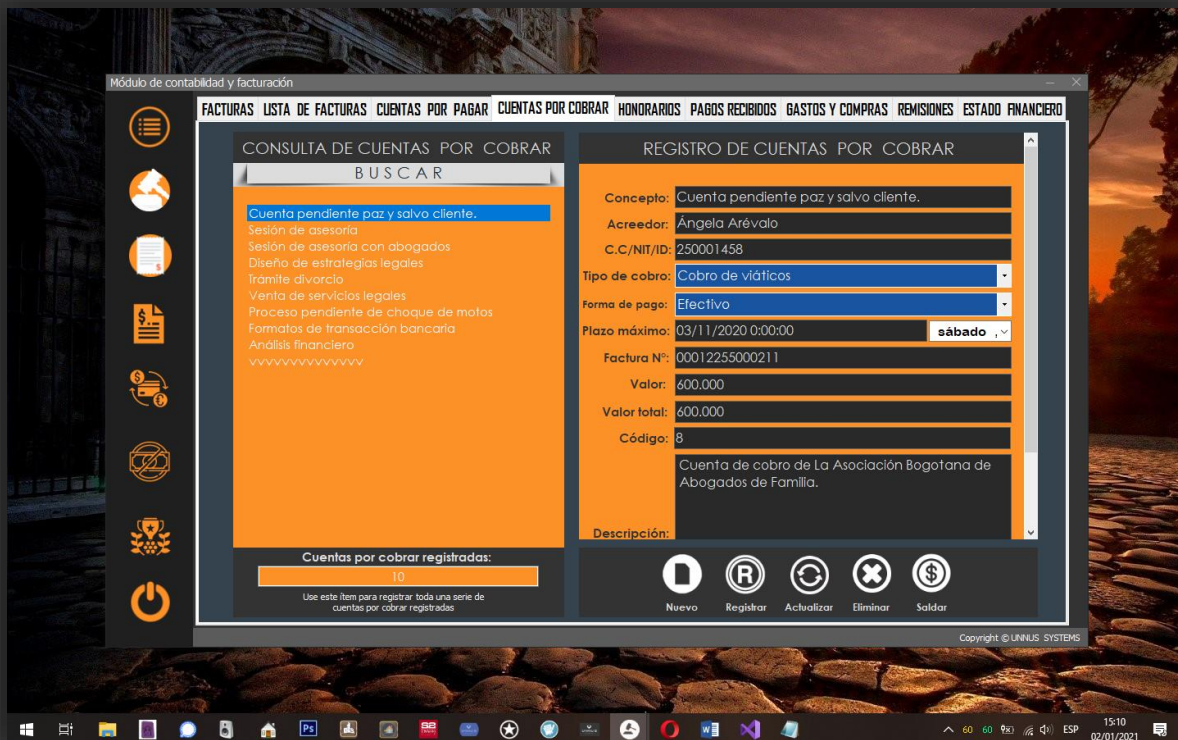 Módulo de contabilidad y facturación
FACTURAS LISTA DE FACTURAS CUENTAS POR PAGAR CUENTAS POR COBRAR HONORARIOS PAGOS RECIBIDOS GASTOS Y COMPRAS REMISIONES ESTADO FINANCIERO
CONSULTA DE CUENTAS POR COBRAR
BUSCAR
Cuenta pendiente paz y salvo cliente.
Sesión de asesoría
Sesión de asesoría con abogados
Diseño de estrategias legales
Trámite divorcio
Venta de servicios legales
Proceso pendiente de choque de motos
Formatos de transacción bancaria
Análisis financiero
vvvvvvvvvvvvvv
Cuentas por cobrar registradas:
10
Use este ítem para registrar toda una serie de
cuentas por cobrar registradas
REGISTRO DE CUENTAS POR COBRAR
Concepto: Cuenta pendiente paz y salvo cliente.
Acreedor: Ángela Arévalo
C.C/NIT/ID: 250001458
Tipo de cobro: Cobro de viáticos
Forma de pago: Efectivo
Plazo máximo: 03/11/2020 0:00:00 sábado ,
Factura N°: 00012255000211
Valor: 600.000
Valor total: 600.000
Código: 8
Cuenta de cobro de La Asociación Bogotana de
Abogados de Familia.
Descripción:
Nuevo Registrar Actualizar Eliminar Saldar
Copyright © UNNUS SYSTEMS
Ps
60 60 ESP 15:10
02/01/2021